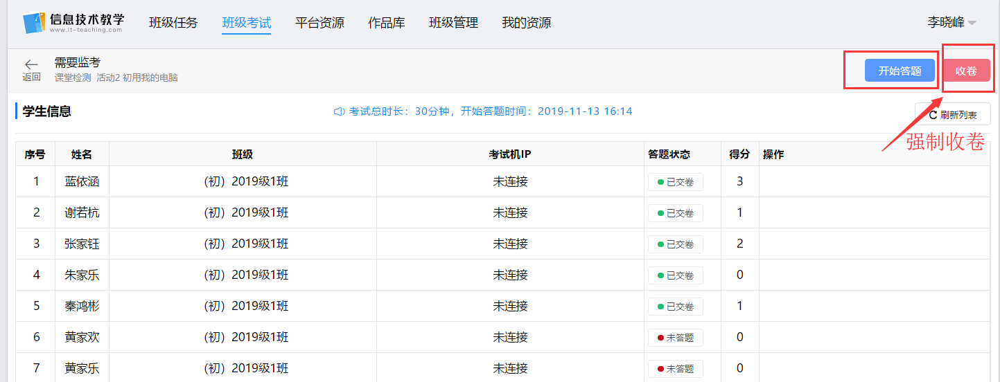 信息技术教学 班级任务 班级考试 平台资源 作品库 班级管理 我的资源 李晓峰
www.it-teaching.com
返回
需要监考
课堂检测 活动2 初用我的电脑
开始答题 收卷
学生信息 考试总时长：30分钟，开始答题时间：2019-11-13 16:14 刷新列表
强制收卷
序号 姓名 班级 考试机IP 答题状态 得分 操作
1 蓝依涵 (初) 2019级1班 未连接 已交卷 3
2 谢若杭 (初) 2019级1班 未连接 已交卷 1
3 张家钰 (初) 2019级1班 未连接 已交卷 2
4 朱家乐 (初) 2019级1班 未连接 已交卷 0
5 秦鸿彬 (初) 2019级1班 未连接 已交卷 1
6 黄家欢 (初) 2019级1班 未连接 未答题 0
7 黄家乐 (初) 2019级1班 未连接 未答题 0